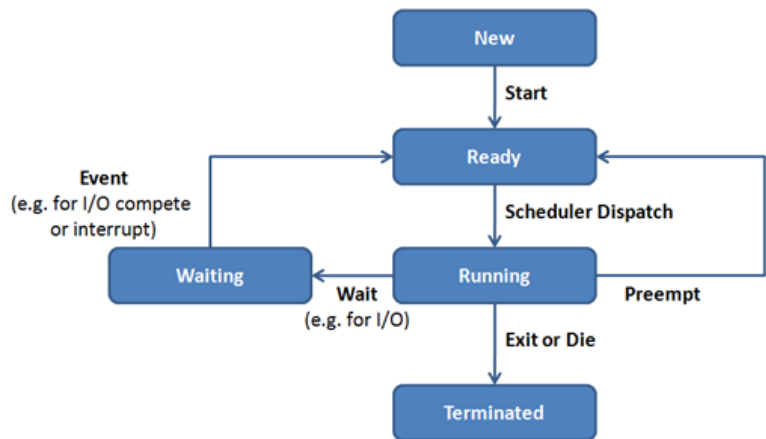 New
Start
Ready
Event
(e.g. for I/O compete
or interrupt)
Scheduler Dispatch
Waiting
Running
Wait
(e.g. for I/O)
Preempt
Exit or Die
Terminated